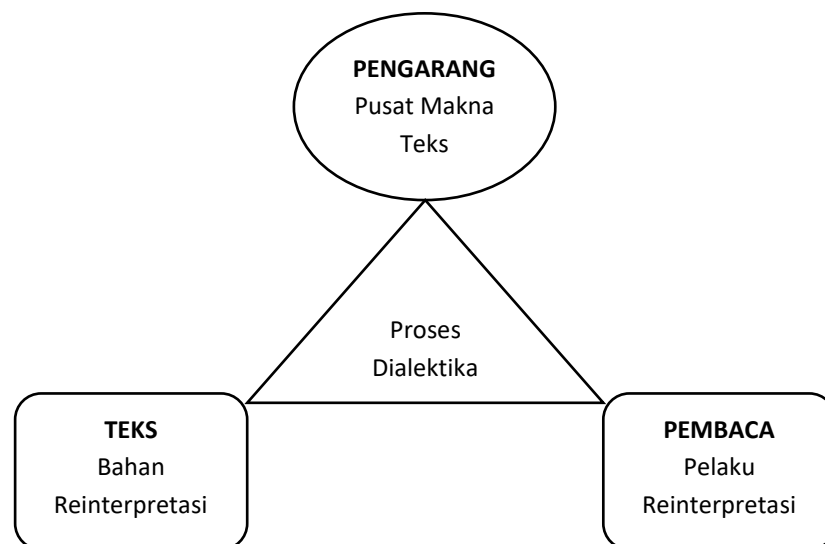 PENGARANG
Pusat Makna
Teks
Proses
Dialektika
TEKS
Bahan
Reinterpretasi
PEMBACA
Pelaku
Reinterpretasi